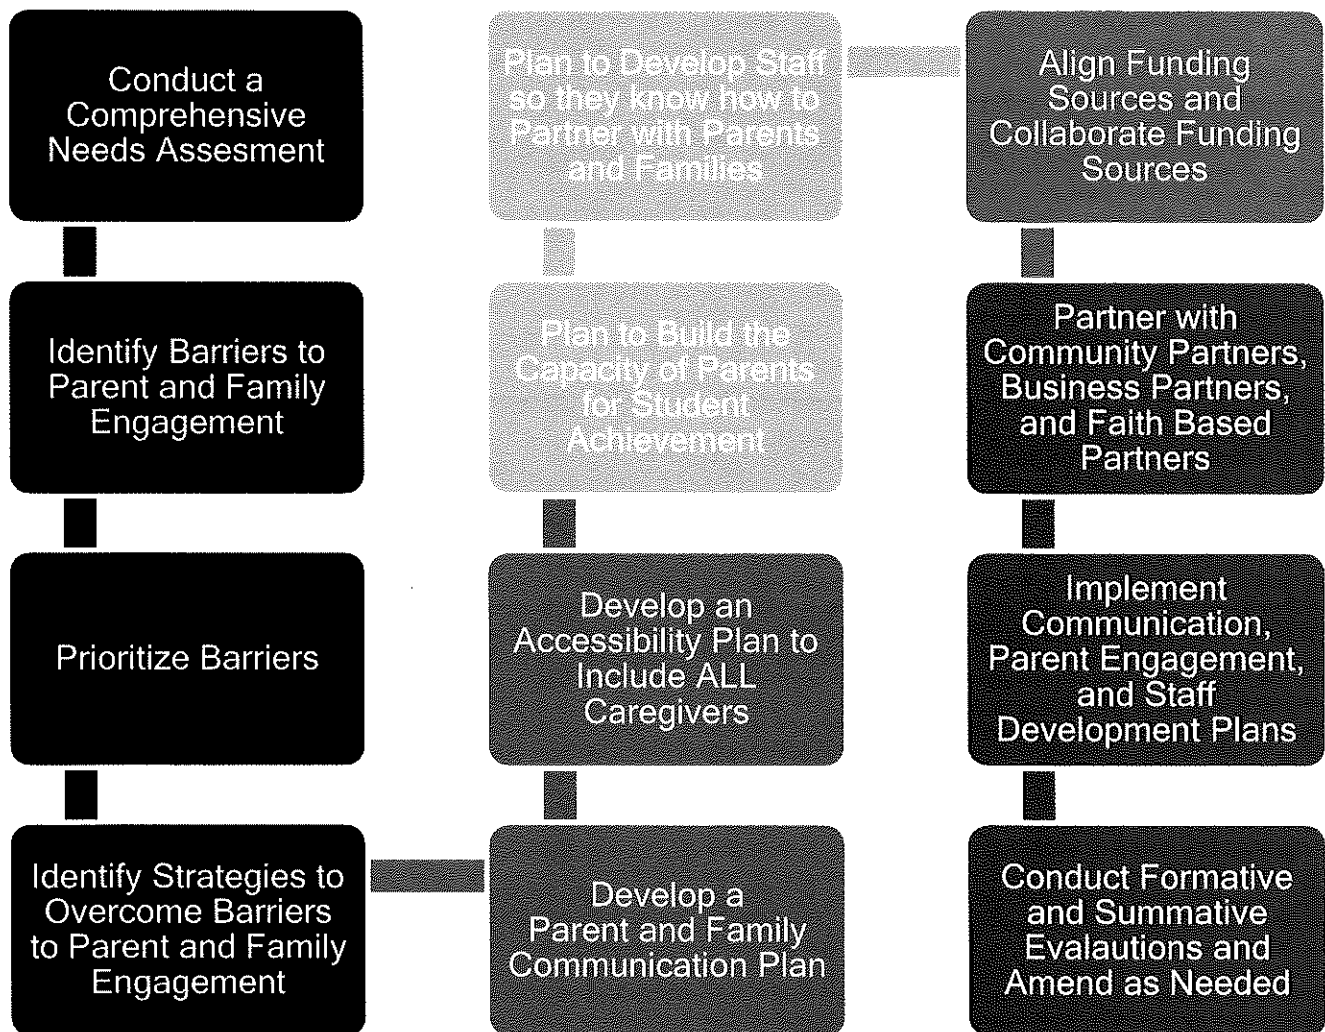 Conduct a
Comprehensive
Needs Assesment
Identify Barriers to
Parent and Family
Engagement
Prioritize Barriers
Identify Strategies to
Overcome Barriers
to Parent and Family
Engagement
Develop a
Parent and Family
Communication Plan
Develop an
Accessibility Plan to
Include ALL
Caregivers
Plan to Build the
Capacity of Parents
for Student
Achievement
Plan to Develop Staff
so they know how to
Partner with Parents
and Families
Align Funding
Sources and
Collaborate Funding
Sources
Partner with
Community Partners,
Business Partners,
and Faith Based
Partners
Implement
Communication,
Parent Engagement,
and Staff
Development Plans
Conduct Formative
and Summative
Evalautions and
Amend as Needed